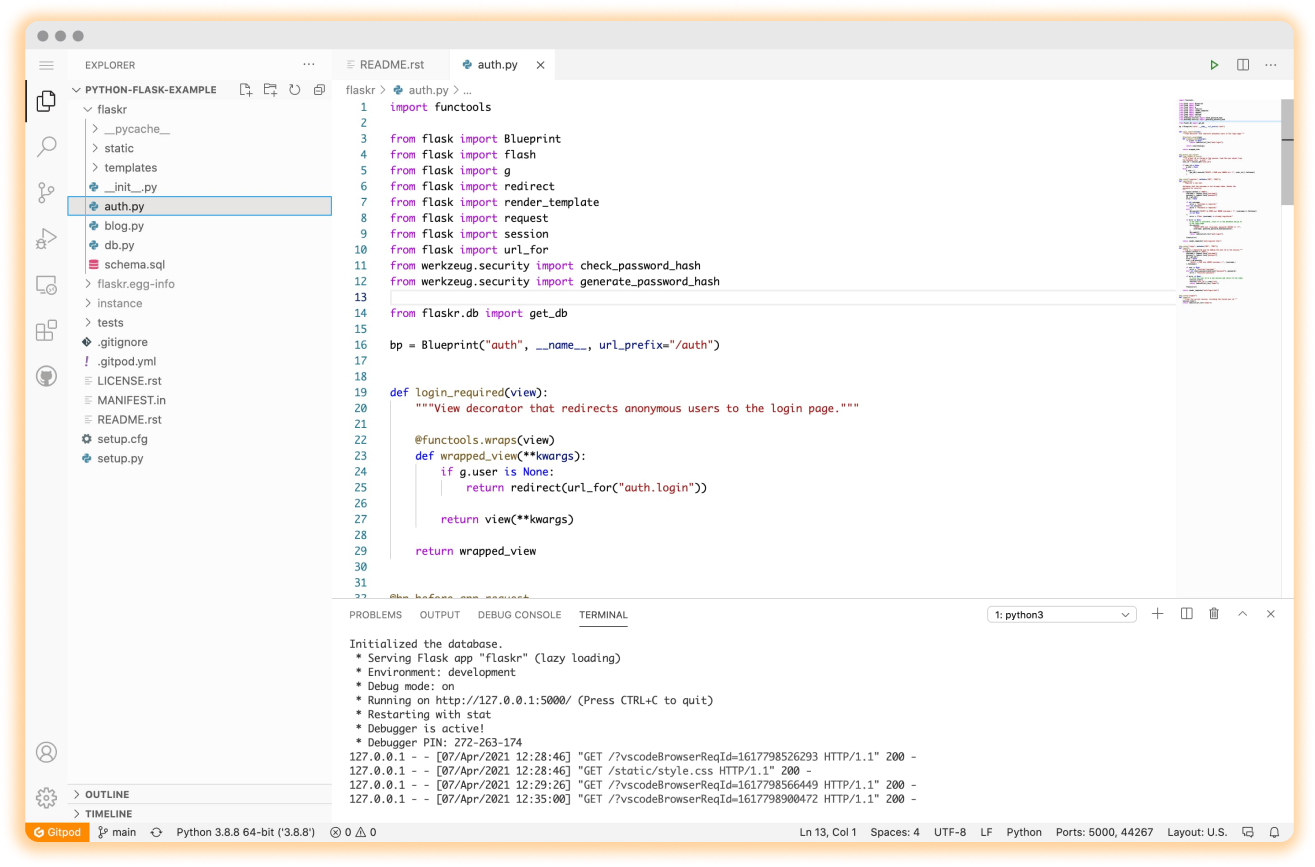 EXPLORER
PYTHON-FLASK-EXAMPLE
flaskr
__pycache__
static
templates
__init__.py
auth.py
blog.py
db.py
schema.sql
flaskr.egg-info
instance
tests
.gitignore
.gitpod.yml
LICENSE.rst
MANIFEST.in
README.rst
setup.cfg
setup.py
OUTLINE
TIMELINE
README.rst auth.py
flaskr > auth.py > ...
1 import functools
2
3 from flask import Blueprint
4 from flask import flash
5 from flask import g
6 from flask import redirect
7 from flask import render_template
8 from flask import request
9 from flask import session
10 from flask import url_for
11 from werkzeug.security import check_password_hash
12 from werkzeug.security import generate_password_hash
13
14 from flaskr.db import get_db
15
16 bp = Blueprint("auth", __name__, url_prefix="/auth")
17
18
19 def login_required(view):
20 """View decorator that redirects anonymous users to the login page."""
21
22 @functools.wraps(view)
23 def wrapped_view(**kwargs):
24 if g.user is None:
25 return redirect(url_for("auth.login"))
26
27 return view(**kwargs)
28
29 return wrapped_view
30
31
32 @bp.before_app_request
PROBLEMS OUTPUT DEBUG CONSOLE TERMINAL 1: python3
Initialized the database.
* Serving Flask app "flaskr" (lazy loading)
* Environment: development
* Debug mode: on
* Running on http://127.0.0.1:5000/ (Press CTRL+C to quit)
* Restarting with stat
* Debugger is active!
* Debugger PIN: 272-263-174
127.0.0.1 - - [07/Apr/2021 12:28:46] "GET /?vscodeBrowserReqId=1617798526293 HTTP/1.1" 200 -
127.0.0.1 - - [07/Apr/2021 12:28:46] "GET /static/style.css HTTP/1.1" 200 -
127.0.0.1 - - [07/Apr/2021 12:29:26] "GET /?vscodeBrowserReqId=1617798566449 HTTP/1.1" 200 -
127.0.0.1 - - [07/Apr/2021 12:35:00] "GET /?vscodeBrowserReqId=1617798900472 HTTP/1.1" 200 -
Gitpod main Python 3.8.8 64-bit ('3.8.8') 0 0 Ln 13, Col 1 Spaces: 4 UTF-8 LF Python Ports: 5000, 44267 Layout: U.S.